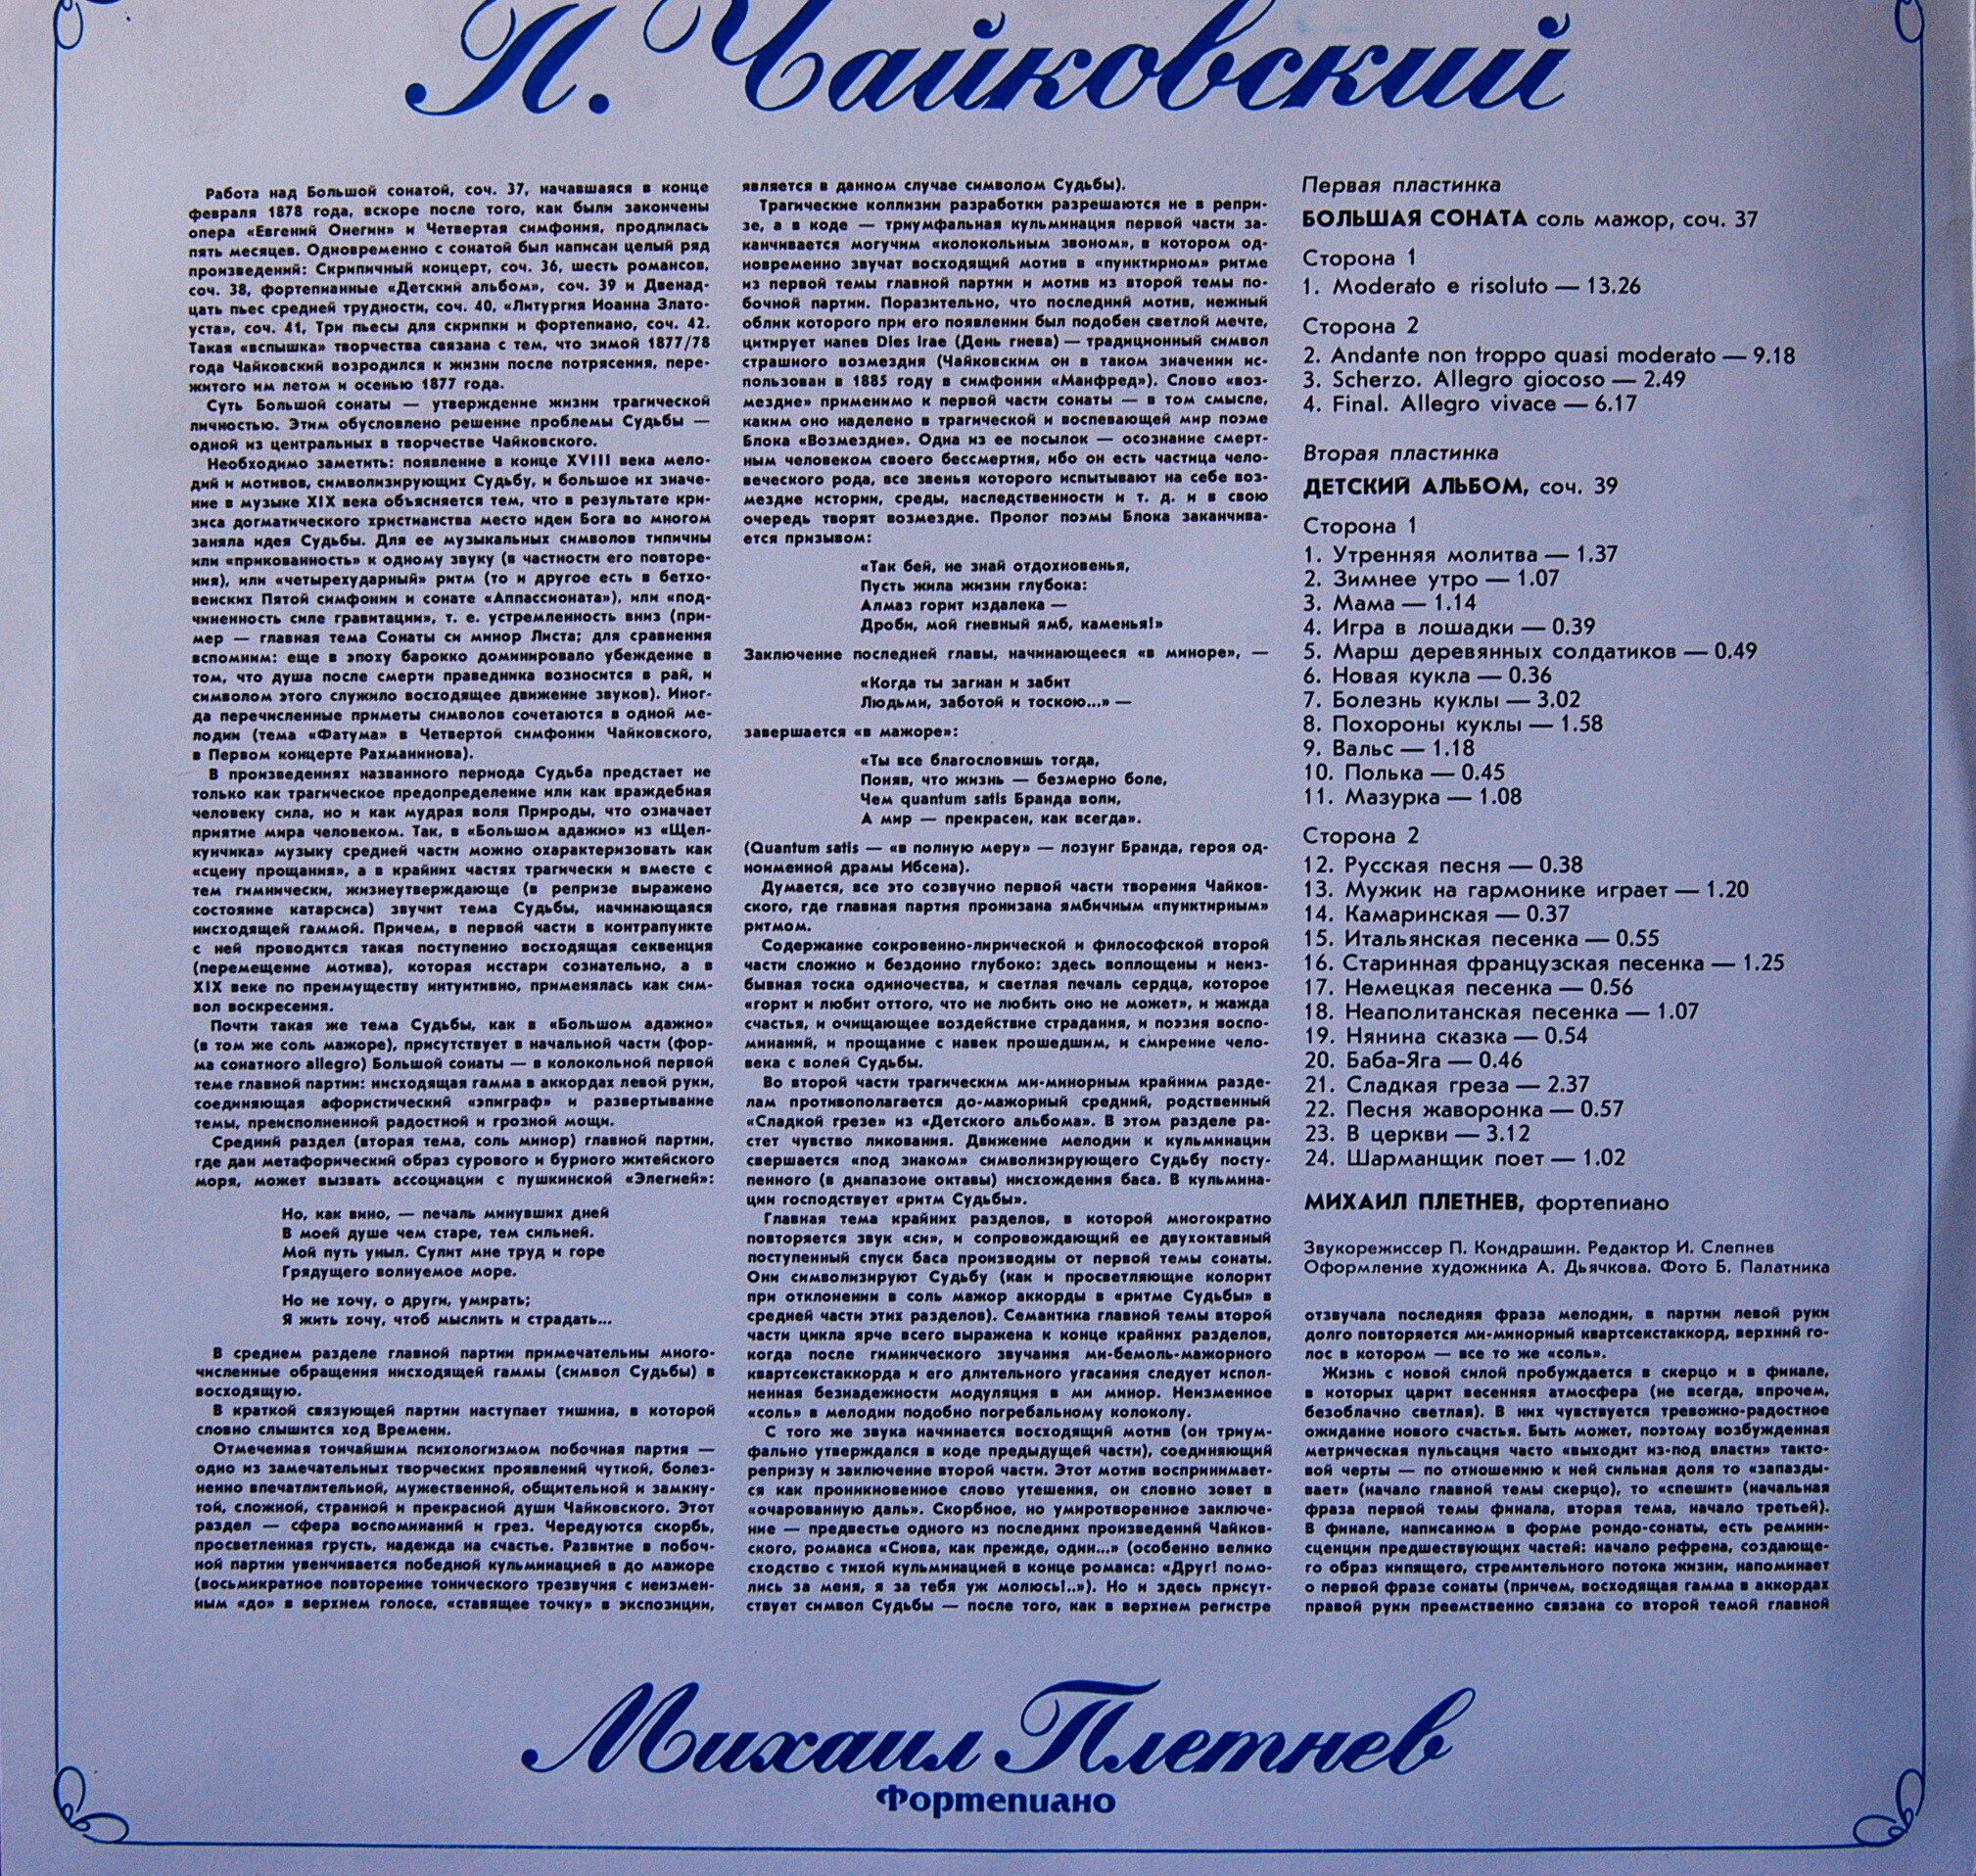 П. Чайковский
Работа над Большой сонатой, соч. 37, начавшаяся в конце
февраля 1878 года, вскоре после того, как были закончены
опера «Евгений Онегин» и Четвертая симфония, продлилась
пять месяцев. Одновременно с сонатой был написан целый ряд
произведений: Скрипичный концерт, соч. 36, шесть романсов,
соч. 38, фортепианные «Детский альбом», соч. 39 и Двенад-
цать пьес средней трудности, соч. 40, «Литургия Иоанна Злато-
уста», соч. 41, Три пьесы для скрипки и фортепиано, соч. 42.
Такая «вспышка» творчества связана с тем, что зимой 1877/78
года Чайковский возродился к жизни после потрясения, пере-
житого им летом и осенью 1877 года.
Суть Большой сонаты — утверждение жизни трагической
личностью. Этим обусловлено решение проблемы Судьбы —
одной из центральных в творчестве Чайковского.
Необходимо заметить: появление в конце XVIII века мело-
дий и мотивов, символизирующих Судьбу, и большое их значе-
ние в музыке XIX века объясняется тем, что в результате кри-
зиса догматического христианства место идеи Бога во многом
заняла идея Судьбы. Для ее музыкальных символов типичны
или «прикованность» к одному звуку (в частности его повторе-
ния), или «четырехударный» ритм (то и другое есть в бетхо-
венских Пятой симфонии и сонате «Аппассионата»), или «под-
чиненность силе гравитации», т. е. устремленность вниз (при-
мер — главная тема Сонаты си минор Листа; для сравнения
вспомним: еще в эпоху барокко доминировало убеждение в
том, что душа после смерти праведника возносится в рай, и
символом этого служило восходящее движение звуков). Иног-
да перечисленные приметы символов сочетаются в одной ме-
лодии (тема «Фатума» в Четвертой симфонии Чайковского,
в Первом концерте Рахманинова).
В произведениях названного периода Судьба предстает не
только как трагическое предопределение или как враждебная
человеку сила, но и как мудрая воля Природы, что означает
приятие мира человеком. Так, в «Большом адажио» из «Щел-
кунчика» музыку средней части можно охарактеризовать как
«сцену прощания», а в крайних частях трагически и вместе с
тем гимнически, жизнеутверждающе (в репризе выражено
состояние катарсиса) звучит тема Судьбы, начинающаяся
нисходящей гаммой. Причем, в первой части в контрапункте
с ней проводится такая поступенно восходящая секвенция
(перемещение мотива), которая исстари сознательно, а в
XIX веке по преимуществу интуитивно, применялась как сим-
вол воскресения.
Почти такая же тема Судьбы, как в «Большом адажио»
(в том же соль мажоре), присутствует в начальной части (фор-
ма сонатного allegro) Большой сонаты — в колокольной первой
теме главной партии: нисходящая гамма в аккордах левой руки,
соединяющая афористический «эпиграф» и развертывание
темы, преисполненной радостной и грозной мощи.
Средний раздел (вторая тема, соль минор) главной партии,
где дан метафорический образ сурового и бурного житейского
моря, может вызвать ассоциации с пушкинской «Элегией»:
Но, как вино, — печаль минувших дней
В моей душе чем старе, тем сильней.
Мой путь уныл. Сулит мне труд и горе
Грядущего волнуемое море.
Но не хочу, о други, умирать;
Я жить хочу, чтоб мыслить и страдать...
В среднем разделе главной партии примечательны много-
численные обращения нисходящей гаммы (символ Судьбы) в
восходящую.
В краткой связующей партии наступает тишина, в которой
словно слышится ход Времени.
Отмеченная тончайшим психологизмом побочная партия —
одно из замечательных творческих проявлений чуткой, болез-
ненно впечатлительной, мужественной, общительной и замкну-
той, сложной, странной и прекрасной души Чайковского. Этот
раздел — сфера воспоминаний и грез. Чередуются скорбь,
просветленная грусть, надежда на счастье. Развитие в побоч-
ной партии увенчивается победной кульминацией в до мажоре
(восьмикратное повторение тонического трезвучия с неизмен-
ным «до» в верхнем голосе, «ставящее точку» в экспозиции,
является в данном случае символом Судьбы).
Трагические коллизии разработки разрешаются не в репри-
зе, а в коде — триумфальная кульминация первой части за-
канчивается могучим «колокольным звоном», в котором од-
новременно звучат восходящий мотив в «пунктирном» ритме
из первой темы главной партии и мотив из второй темы по-
бочной партии. Поразительно, что последний мотив, нежный
облик которого при его появлении был подобен светлой мечте,
цитирует напев Dies irae (День гнева) — традиционный символ
страшного возмездия (Чайковским он в таком значении ис-
пользован в 1885 году в симфонии «Манфред»). Слово «воз-
мездие» применимо к первой части сонаты — в том смысле,
каким оно наделено в трагической и воспевающей мир поэме
Блока «Возмездие». Одна из ее посылок — осознание смерт-
ным человеком своего бессмертия, ибо он есть частица чело-
веческого рода, все звенья которого испытывают на себе воз-
мездие истории, среды, наследственности и т. д. и в свою
очередь творят возмездие. Пролог поэмы Блока заканчива-
ется призывом:
«Так бей, не знай отдохновенья,
Пусть жила жизни глубока:
Алмаз горит издалека —
Дроби, мой гневный ямб, каменья!»
Заключение последней главы, начинающееся «в миноре», —
«Когда ты загнан и забит
Людьми, заботой и тоскою...» —
завершается «в мажоре»:
«Ты все благословишь тогда,
Поняв, что жизнь — безмерно боле,
Чем quantum satis Бранда воли,
А мир — прекрасен, как всегда».
(Quantum satis — «в полную меру» — лозунг Бранда, героя од-
ноименной драмы Ибсена).
Думается, все это созвучно первой части творения Чайков-
ского, где главная партия пронизана ямбичным «пунктирным»
ритмом.
Содержание сокровенно-лирической и философской второй
части сложно и бездонно глубоко: здесь воплощены и неиз-
бывная тоска одиночества, и светлая печаль сердца, которое
«горит и любит оттого, что не любить оно не может», и жажда
счастья, и очищающее воздействие страдания, и поэзия воспо-
минаний, и прощание с навек прошедшим, и смирение чело-
века с волей Судьбы.
Во второй части трагическим ми-минорным крайним разде-
лам противополагается до-мажорный средний, родственный
«Сладкой грезе» из «Детского альбома». В этом разделе ра-
стет чувство ликования. Движение мелодии к кульминации
свершается «под знаком» символизирующего Судьбу посту-
пенного (в диапазоне октавы) нисхождения баса. В кульмина-
ции господствует «ритм Судьбы».
Главная тема крайних разделов, в которой многократно
повторяется звук «си», и сопровождающий ее двухоктавный
поступенный спуск баса производны от первой темы сонаты.
Они символизируют Судьбу (как и просветляющие колорит
при отклонении в соль мажор аккорды в «ритме Судьбы» в
средней части этих разделов). Семантика главной темы второй
части цикла ярче всего выражена к конце крайних разделов,
когда после гимнического звучания ми-бемоль-мажорного
квартсекстаккорда и его длительного угасания следует испол-
ненная безнадежности модуляция в ми минор. Неизменное
«соль» в мелодии подобно погребальному колоколу.
С того же звука начинается восходящий мотив (он триум-
фально утверждался в коде предыдущей части), соединяющий
репризу и заключение второй части. Этот мотив воспринимает-
ся как проникновенное слово утешения, он словно зовет в
«очарованную даль». Скорбное, но умиротворенное заключе-
ние — предвестье одного из последних произведений Чайков-
ского, романса «Снова, как прежде, один...» (особенно велико
сходство с тихой кульминацией в конце романса: «Друг! помо-
лись за меня, я за тебя уж молюсь!..»). Но и здесь присут-
ствует символ Судьбы — после того, как в верхнем регистре
Первая пластинка
БОЛЬШАЯ СОНАТА соль мажор, соч. 37
Сторона 1
1. Moderato e risoluto — 13.26
Сторона 2
2. Andante non troppo quasi moderato — 9.18
3. Scherzo. Allegro giocoso — 2.49
4. Final. Allegro vivace — 6.17
Вторая пластинка
ДЕТСКИЙ АЛЬБОМ, соч. 39
Сторона 1
1. Утренняя молитва — 1.37
2. Зимнее утро — 1.07
3. Мама — 1.14
4. Игра в лошадки — 0.39
5. Марш деревянных солдатиков — 0.49
6. Новая кукла — 0.36
7. Болезнь куклы — 3.02
8. Похороны куклы — 1.58
9. Вальс — 1.18
10. Полька — 0.45
11. Мазурка — 1.08
Сторона 2
12. Русская песня — 0.38
13. Мужик на гармонике играет — 1.20
14. Камаринская — 0.37
15. Итальянская песенка — 0.55
16. Старинная французская песенка — 1.25
17. Немецкая песенка — 0.56
18. Неаполитанская песенка — 1.07
19. Нянина сказка — 0.54
20. Баба-Яга — 0.46
21. Сладкая греза — 2.37
22. Песня жаворонка — 0.57
23. В церкви — 3.12
24. Шарманщик поет — 1.02
МИХАИЛ ПЛЕТНЕВ, фортепиано
Звукорежиссер П. Кондрашин. Редактор И. Слепнев
Оформление художника А. Дьячкова. Фото Б. Палатника
отзвучала последняя фраза мелодии, в партии левой руки
долго повторяется ми-минорный квартсекстаккорд, верхний го-
лос в котором — все то же «соль».
Жизнь с новой силой пробуждается в скерцо и в финале,
в которых царит весенняя атмосфера (не всегда, впрочем,
безоблачно светлая). В них чувствуется тревожно-радостное
ожидание нового счастья. Быть может, поэтому возбужденная
метрическая пульсация часто «выходит из-под власти» такто-
вой черты — по отношению к ней сильная доля то «запазды-
вает» (начало главной темы скерцо), то «спешит» (начальная
фраза первой темы финала, вторая тема, начало третьей).
В финале, написанном в форме рондо-сонаты, есть ремини-
сценции предшествующих частей: начало рефрена, создающе-
го образ кипящего, стремительного потока жизни, напоминает
о первой фразе сонаты (причем, восходящая гамма в аккордах
правой руки преемственно связана со второй темой главной
Михаил Плетнев
Фортепиано